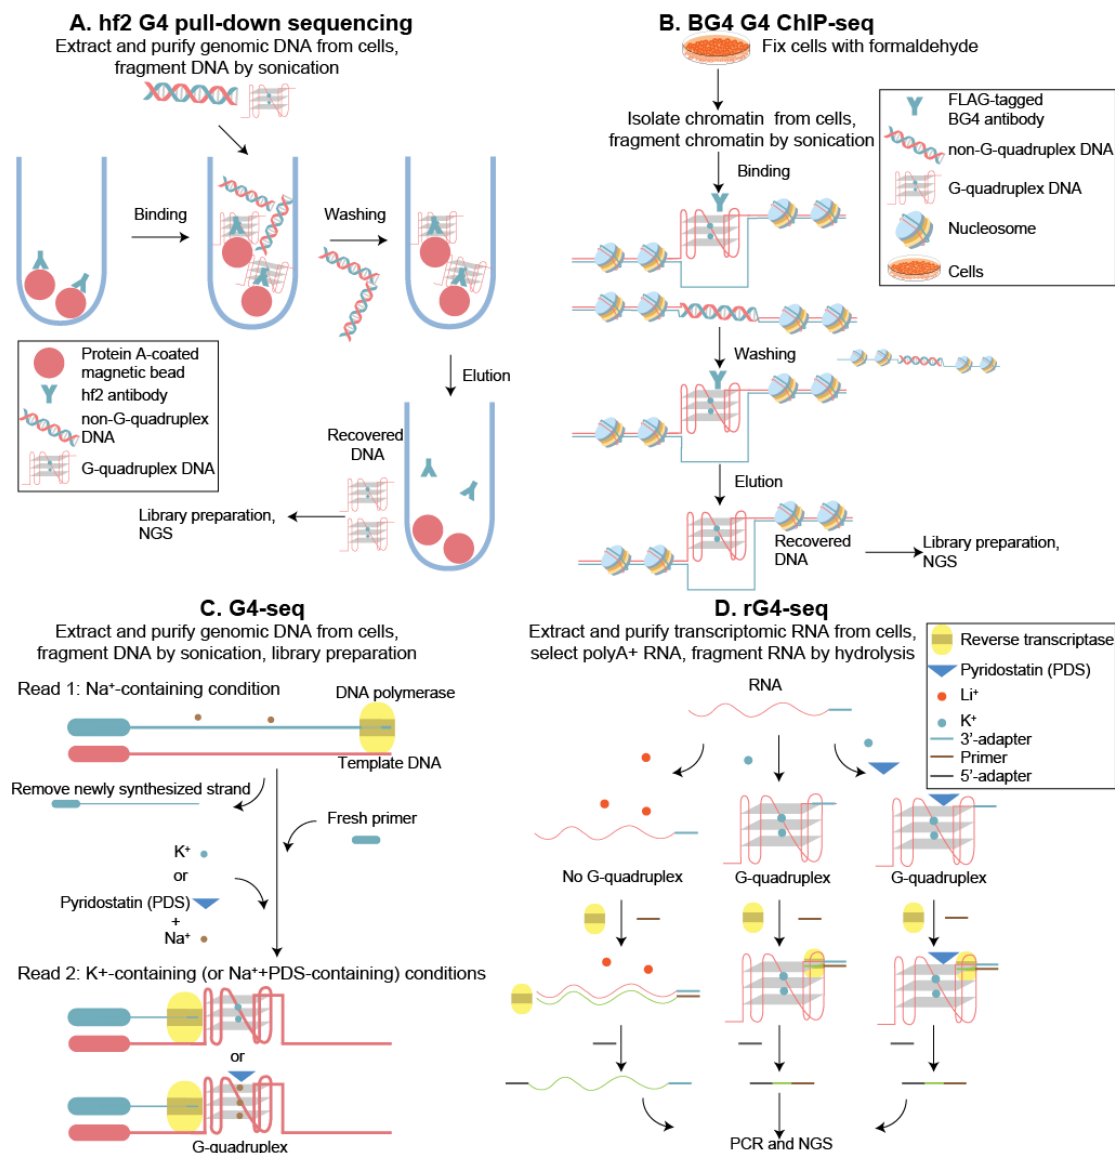 A. hf2 G4 pull-down sequencing
Extract and purify genomic DNA from cells,
fragment DNA by sonication
Binding
Washing
Protein A-coated
magnetic bead
hf2 antibody
non-G-quadruplex
DNA
G-quadruplex DNA
Elution
Recovered
DNA
Library preparation,
NGS
B. BG4 G4 ChIP-seq
Fix cells with formaldehyde
Isolate chromatin from cells,
fragment chromatin by sonication
Binding
FLAG-tagged
BG4 antibody
non-G-quadruplex DNA
G-quadruplex DNA
Nucleosome
Cells
Washing
Elution
Recovered
DNA
Library preparation,
NGS
C. G4-seq
Extract and purify genomic DNA from cells,
fragment DNA by sonication, library preparation
Read 1: Na⁺-containing condition
DNA polymerase
Template DNA
Remove newly synthesized strand
Fresh primer
K⁺
or
Pyridostatin (PDS)
+
Na⁺
Read 2: K+-containing (or Na⁺+PDS-containing) conditions
or
G-quadruplex
D. rG4-seq
Extract and purify transcriptomic RNA from cells,
select polyA+ RNA, fragment RNA by hydrolysis
RNA
Reverse transcriptase
Pyridostatin (PDS)
Li⁺
K⁺
3'-adapter
Primer
5'-adapter
No G-quadruplex
G-quadruplex
G-quadruplex
PCR and NGS